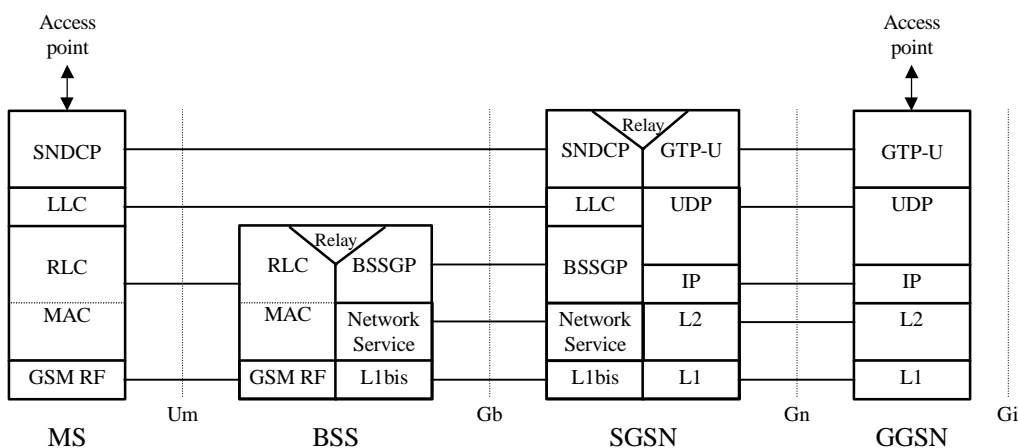 Access
point
Access
point
Relay
SNDCP
SNDCP
GTP-U
GTP-U
LLC
LLC
UDP
UDP
Relay
RLC
RLC
BSSGP
BSSGP
IP
IP
MAC
MAC
Network
Service
Network
Service
L2
L2
GSM RF
GSM RF
L1bis
L1bis
L1
L1
Um
Gb
Gn
Gi
MS
BSS
SGSN
GGSN